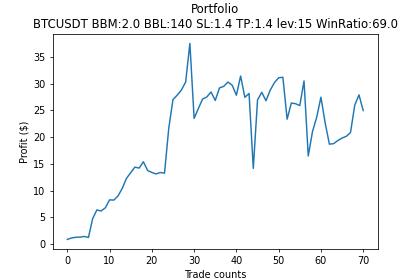 Portfolio
BTCUSDT BBM:2.0 BBL:140 SL:1.4 TP:1.4 lev:15 WinRatio:69.0
35
30
25
20
15
10
5
0
Profit ($)
0 10 20 30 40 50 60 70
Trade counts